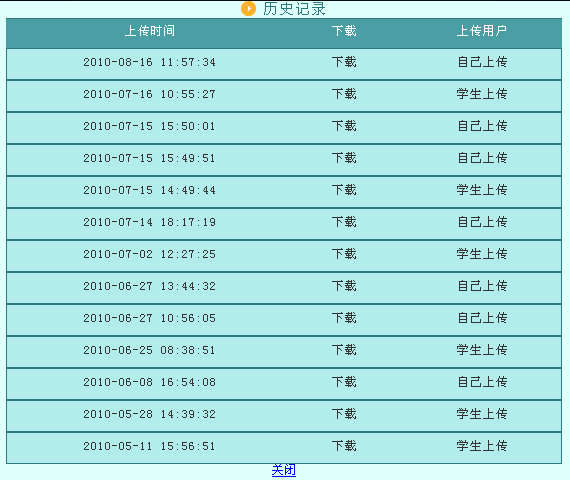 历史记录
上传时间 下载 上传用户
2010-08-16 11:57:34 下载 自己上传
2010-07-16 10:55:27 下载 学生上传
2010-07-15 15:50:01 下载 自己上传
2010-07-15 15:49:51 下载 自己上传
2010-07-15 14:49:44 下载 学生上传
2010-07-14 18:17:19 下载 自己上传
2010-07-02 12:27:25 下载 学生上传
2010-06-27 13:44:32 下载 自己上传
2010-06-27 10:56:05 下载 自己上传
2010-06-25 08:38:51 下载 学生上传
2010-06-08 16:54:08 下载 自己上传
2010-05-28 14:39:32 下载 学生上传
2010-05-11 15:56:51 下载 学生上传
关闭